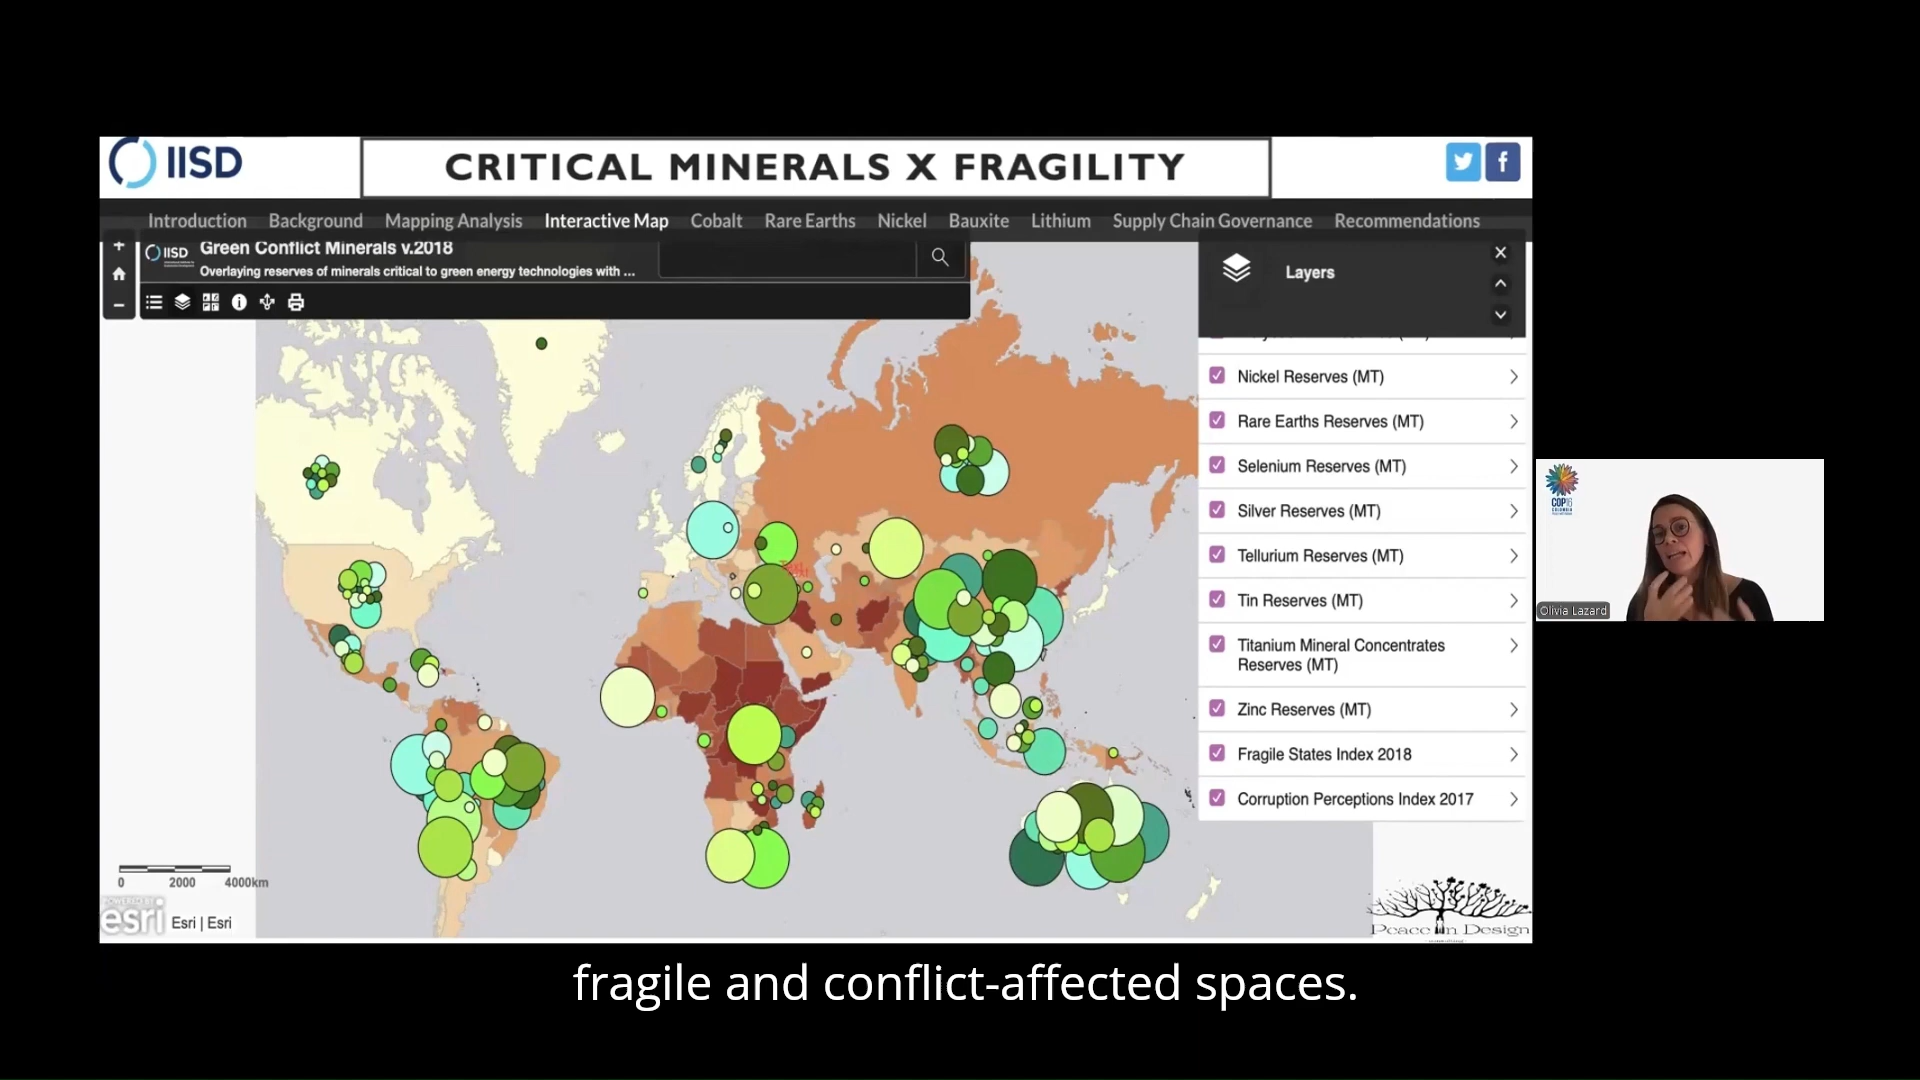 IISD
CRITICAL MINERALS X FRAGILITY
Introduction Background Mapping Analysis Interactive Map Cobalt Rare Earths Nickel Bauxite Lithium Supply Chain Governance Recommendations
IISD
Green Conflict Minerals v.2018
Overlaying reserves of minerals critical to green energy technologies with ...
Layers
Nickel Reserves (MT)
Rare Earths Reserves (MT)
Selenium Reserves (MT)
Silver Reserves (MT)
Tellurium Reserves (MT)
Tin Reserves (MT)
Titanium Mineral Concentrates
Reserves (MT)
Zinc Reserves (MT)
Fragile States Index 2018
Corruption Perceptions Index 2017
0 2000 4000km
POWERED BY
esri
Esri | Esri
Peace in Design
COP16
COLOMBIA
Olivia Lazard
fragile and conflict-affected spaces.